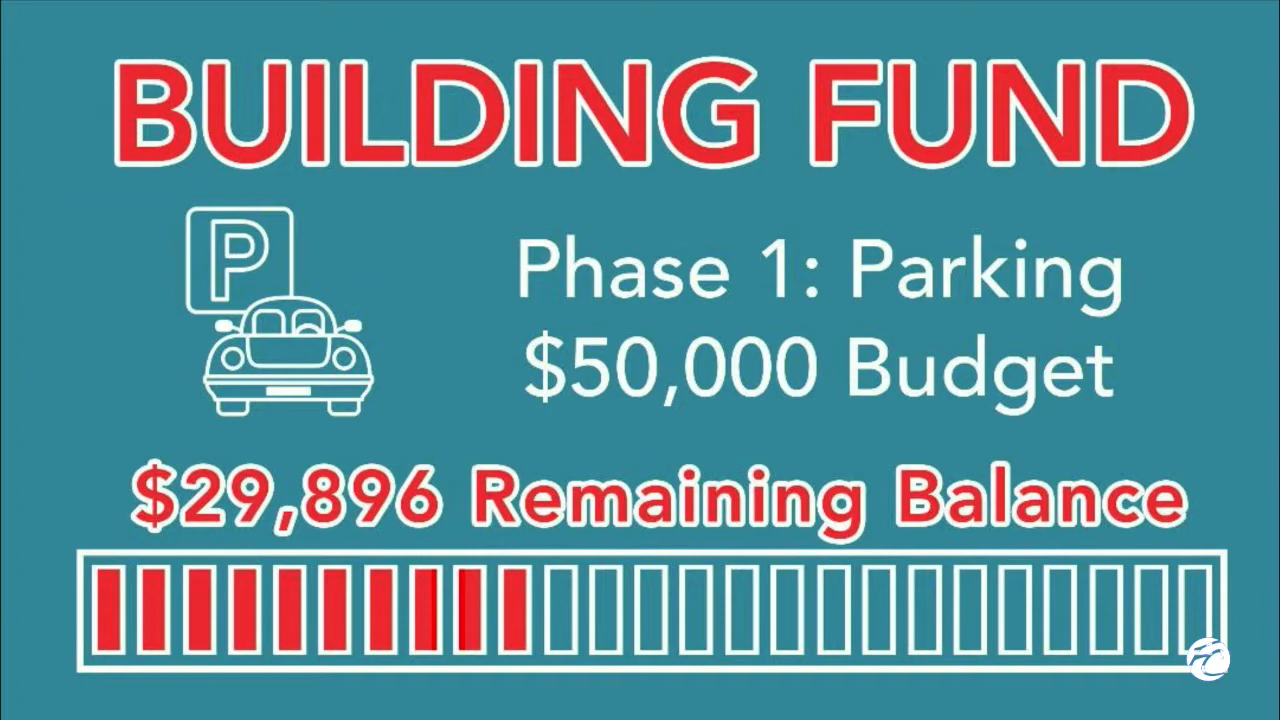 BUILDING FUND
P
Phase 1: Parking
$50,000 Budget
$29,896 Remaining Balance